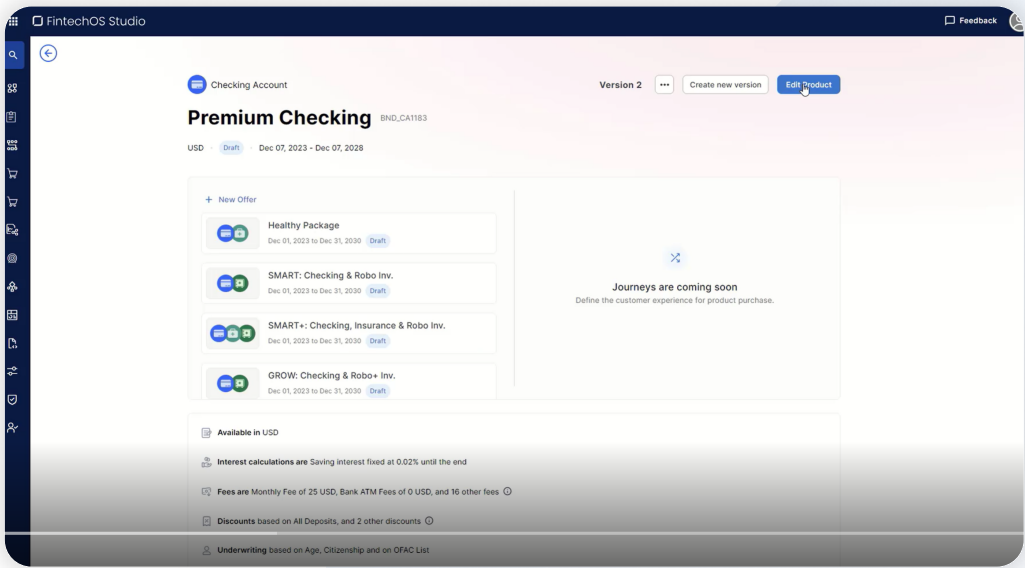 FintechOS Studio
Feedback
Checking Account
Version 2
Create new version
Edit Product
Premium Checking BND_CA1183
USD · Draft · Dec 07, 2023 - Dec 07, 2028
+ New Offer
Healthy Package
Dec 01, 2023 to Dec 31, 2030 Draft
SMART: Checking & Robo Inv.
Dec 01, 2023 to Dec 31, 2030 Draft
SMART+: Checking, Insurance & Robo Inv.
Dec 01, 2023 to Dec 31, 2030 Draft
GROW: Checking & Robo+ Inv.
Dec 01, 2023 to Dec 31, 2030 Draft
Journeys are coming soon
Define the customer experience for product purchase.
Available in USD
Interest calculations are Saving interest fixed at 0.02% until the end
Fees are Monthly Fee of 25 USD, Bank ATM Fees of 0 USD, and 16 other fees
Discounts based on All Deposits, and 2 other discounts
Underwriting based on Age, Citizenship and on OFAC List